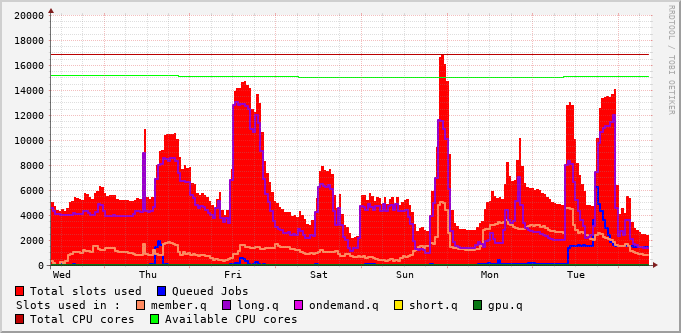 20000
18000
16000
14000
12000
10000
8000
6000
4000
2000
0
Wed Thu Fri Sat Sun Mon Tue
RRDTOOL / TOBI OETIKER
Total slots used Queued Jobs
Slots used in : member.q long.q ondemand.q short.q gpu.q
Total CPU cores Available CPU cores